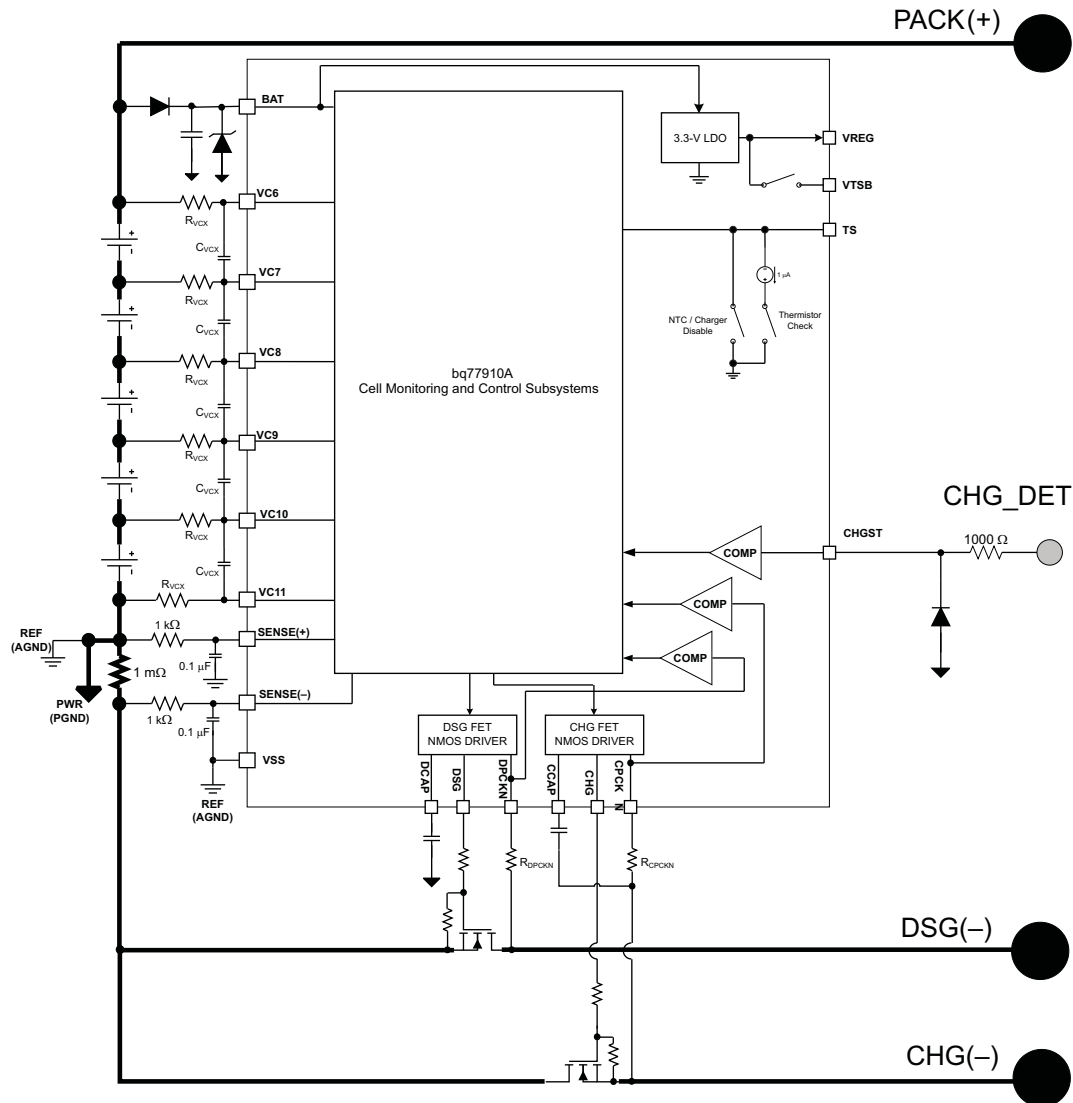 PACK(+)
BAT
3.3-V LDO
VREG
VTSB
VC6
RVCX
CVCX
TS
VC7
RVCX
1 μA
CVCX
NTC / Charger
Disable
Thermistor
Check
VC8
RVCX
bq77910A
Cell Monitoring and Control Subsystems
CVCX
VC9
RVCX
CVCX
CHG_DET
VC10
RVCX
CHGST
1000 Ω
COMP
CVCX
RVCX
VC11
COMP
REF
(AGND)
1 kΩ
SENSE(+)
0.1 μF
COMP
1 mΩ
PWR
(PGND)
SENSE(–)
1 kΩ
0.1 μF
DSG FET
NMOS DRIVER
CHG FET
NMOS DRIVER
VSS
DCAP
DSG
DPCKN
CCAP
CHG
CPCK
N
REF
(AGND)
RDPCKN
RCPCKN
DSG(–)
CHG(–)